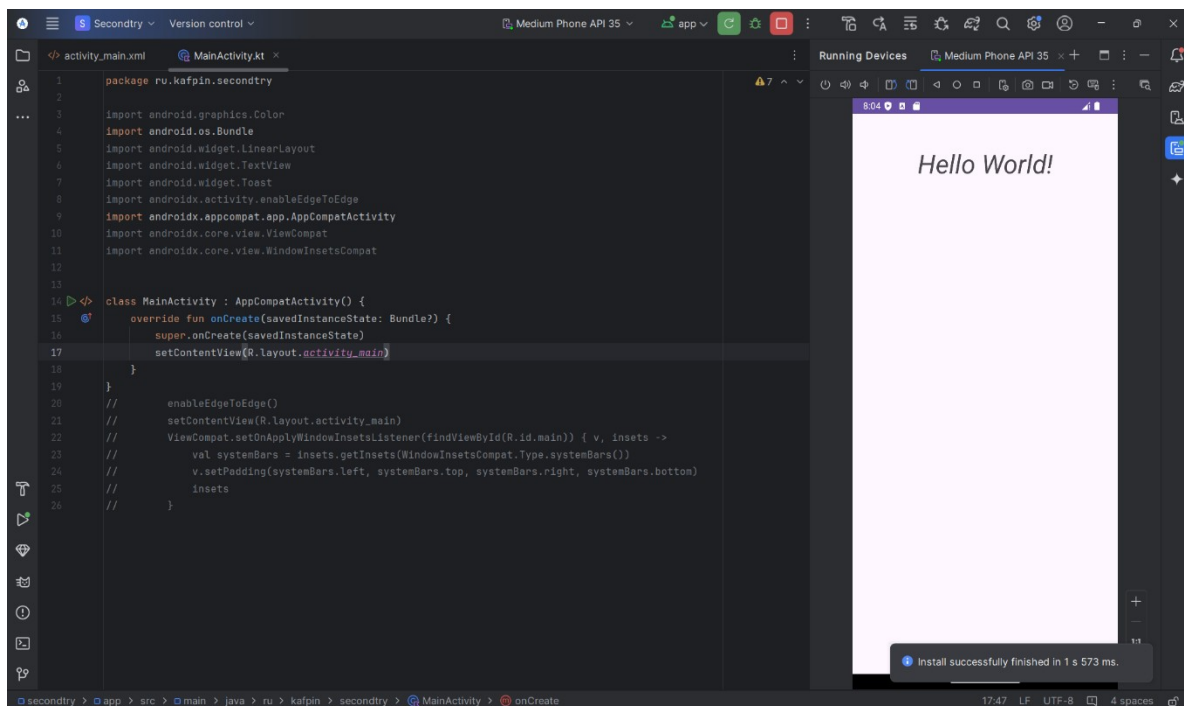 S Secondtry Version control Medium Phone API 35 app
activity_main.xml MainActivity.kt Running Devices Medium Phone API 35
1 package ru.kafpin.secondtry 7
2
3 import android.graphics.Color
4 import android.os.Bundle
5 import android.widget.LinearLayout
6 import android.widget.TextView
7 import android.widget.Toast
8 import androidx.activity.enableEdgeToEdge
9 import androidx.appcompat.app.AppCompatActivity
10 import androidx.core.view.ViewCompat
11 import androidx.core.view.WindowInsetsCompat
12
13
14 class MainActivity : AppCompatActivity() {
15 override fun onCreate(savedInstanceState: Bundle?) {
16 super.onCreate(savedInstanceState)
17 setContentView(R.layout.activity_main)
18 }
19 }
20 // enableEdgeToEdge()
21 // setContentView(R.layout.activity_main)
22 // ViewCompat.setOnApplyWindowInsetsListener(findViewById(R.id.main)) { v, insets ->
23 // val systemBars = insets.getInsets(WindowInsetsCompat.Type.systemBars())
24 // v.setPadding(systemBars.left, systemBars.top, systemBars.right, systemBars.bottom)
25 // insets
26 // }
8:04
Hello World!
1:1
Install successfully finished in 1 s 573 ms.
secondtry > app > src > main > java > ru > kafpin > secondtry > MainActivity > onCreate 17:47 LF UTF-8 4 spaces